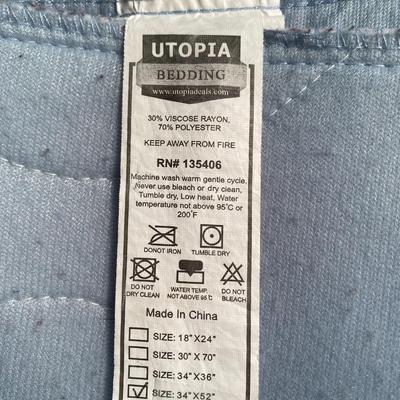 UTOPIA
BEDDING
www.utopiadeals.com
30% VISCOSE RAYON,
70% POLYESTER
KEEP AWAY FROM FIRE
RN# 135406
Machine wash warm gentle cycle,
Never use bleach or dry clean,
Tumble dry, Low heat, Water
temperature not above 95°C or
200°F
DONOT IRON TUMBLE DRY
DO NOT DRY CLEAN WATER TEMP. NOT ABOVE 95°C DO NOT BLEACH
Made In China
SIZE: 18"X24"
SIZE: 30"X70"
SIZE: 34"X36"
SIZE: 34"X52"